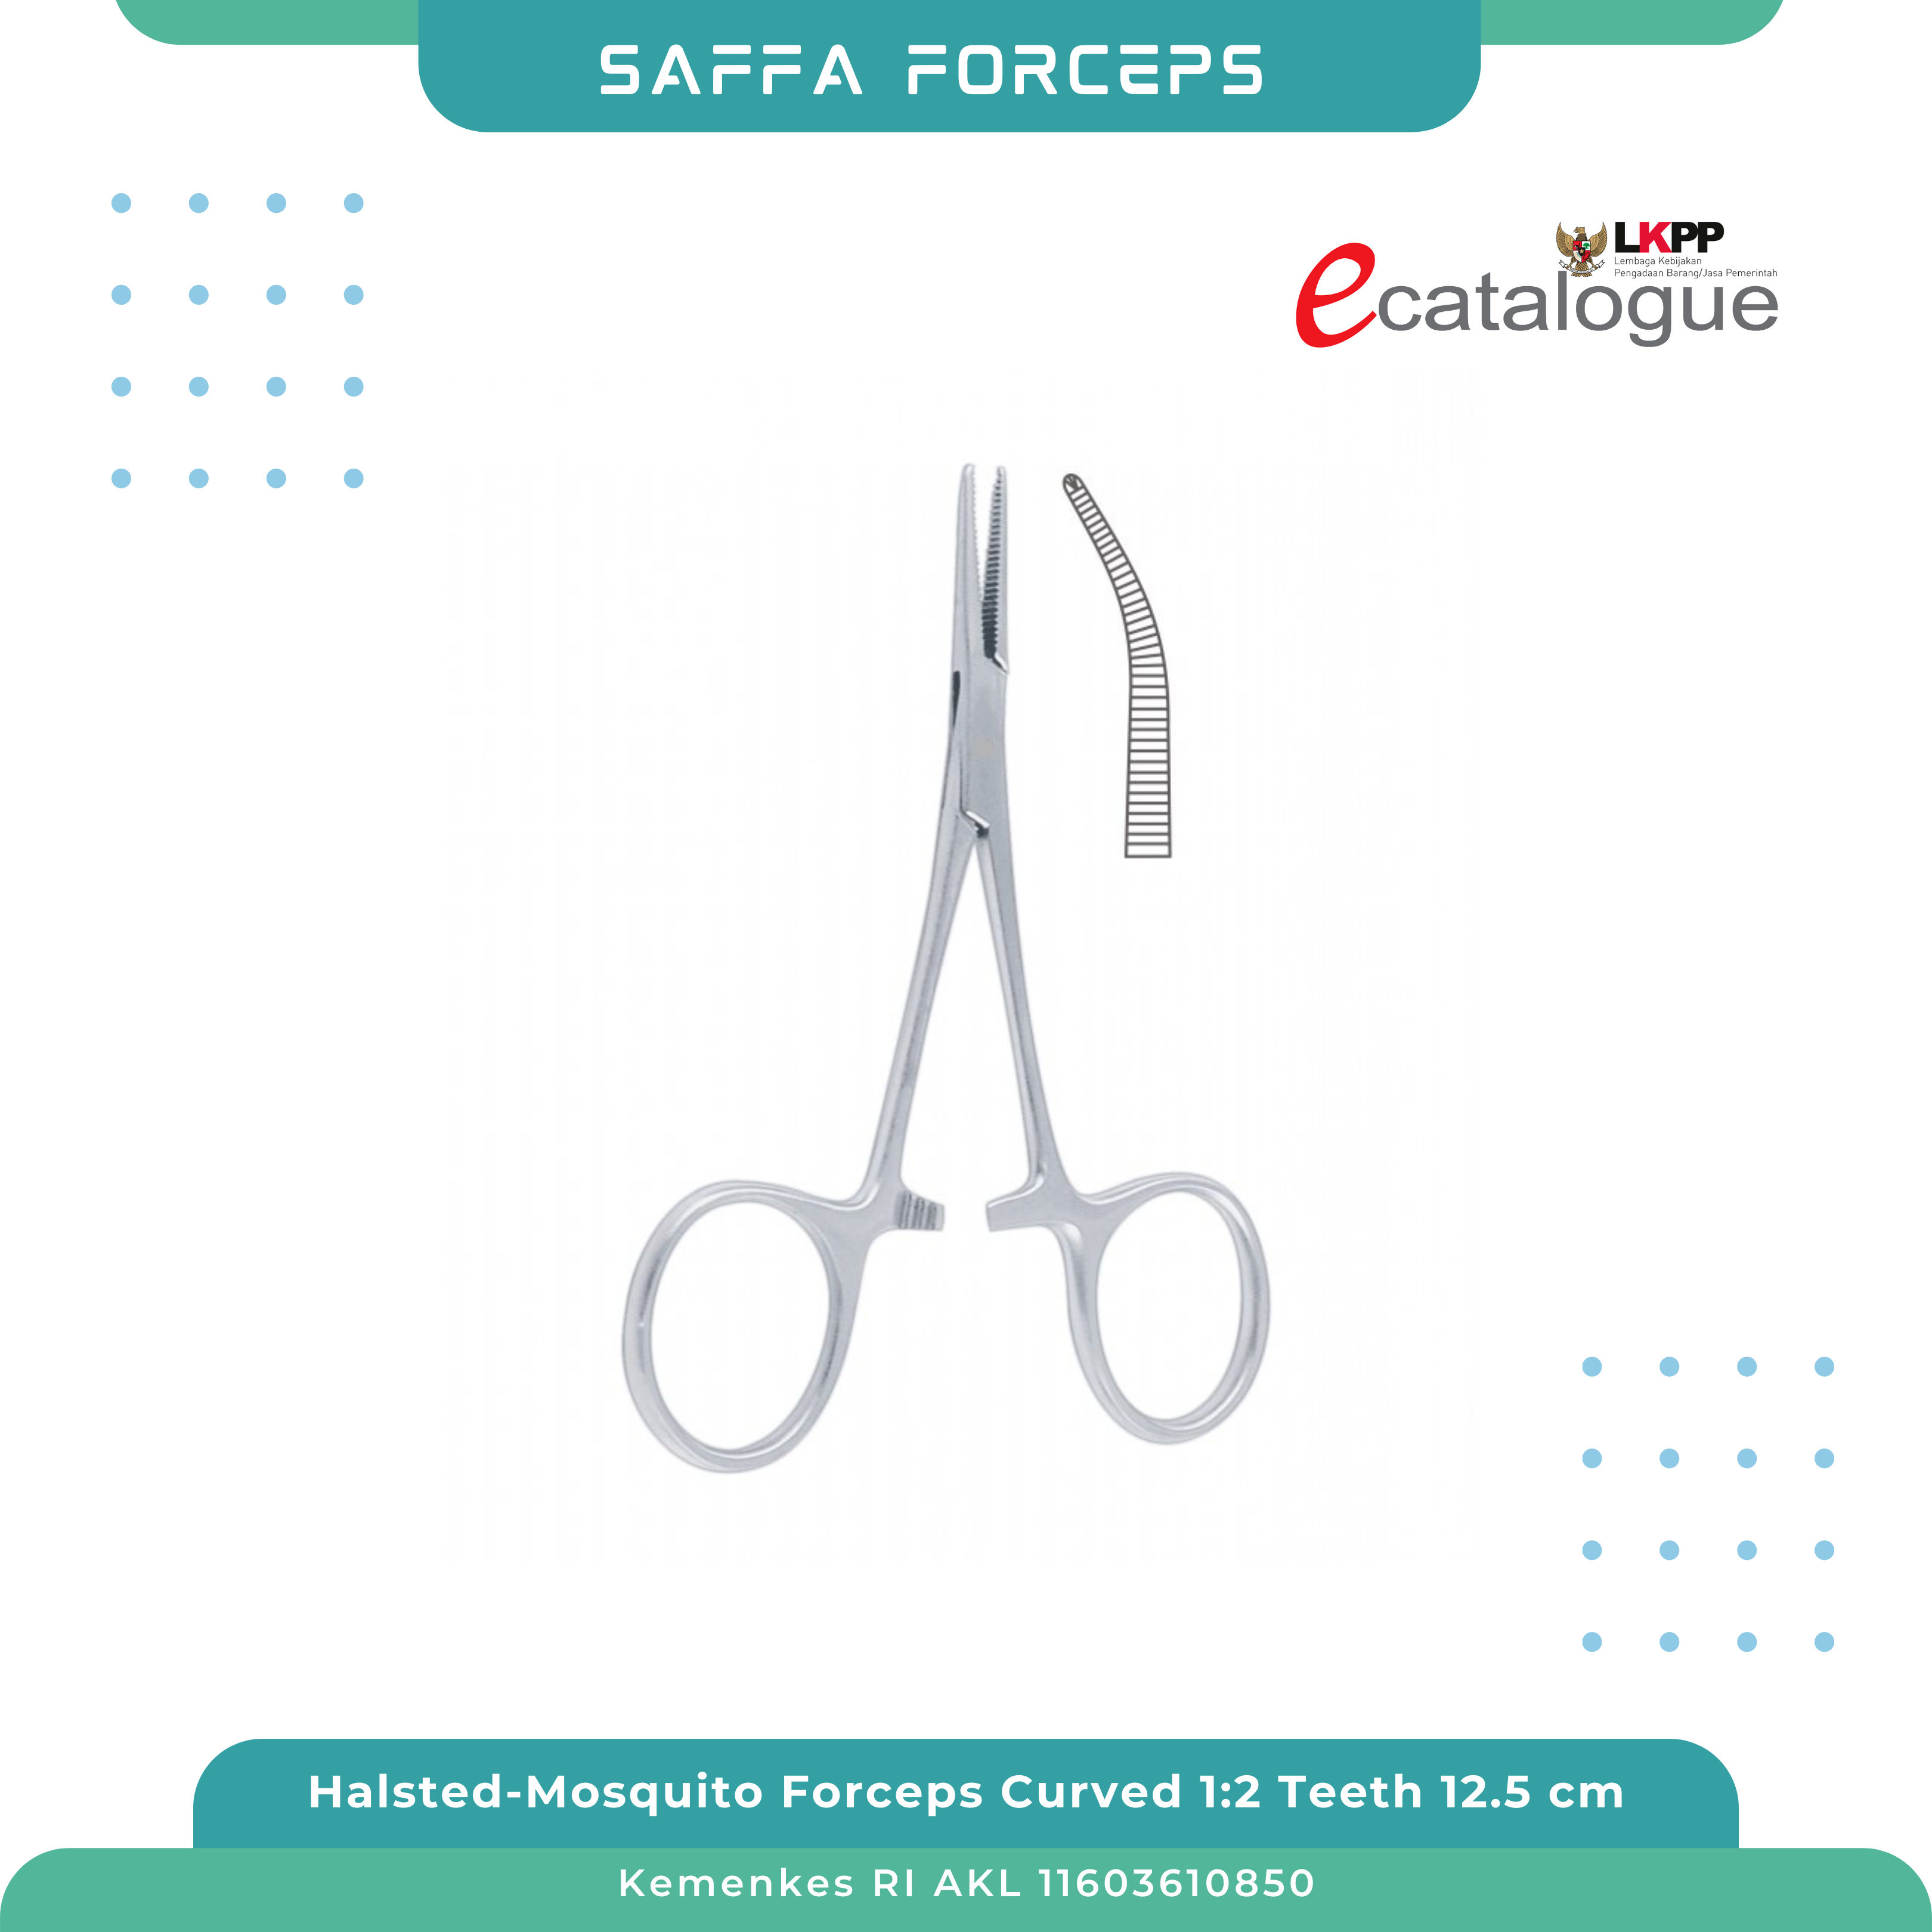 SAFFA FORCEPS
LKPP
Lembaga Kebijakan
Pengadaan Barang/Jasa Pemerintah
ecatalogue
Halsted-Mosquito Forceps Curved 1:2 Teeth 12.5 cm
Kemenkes RI AKL 11603610850